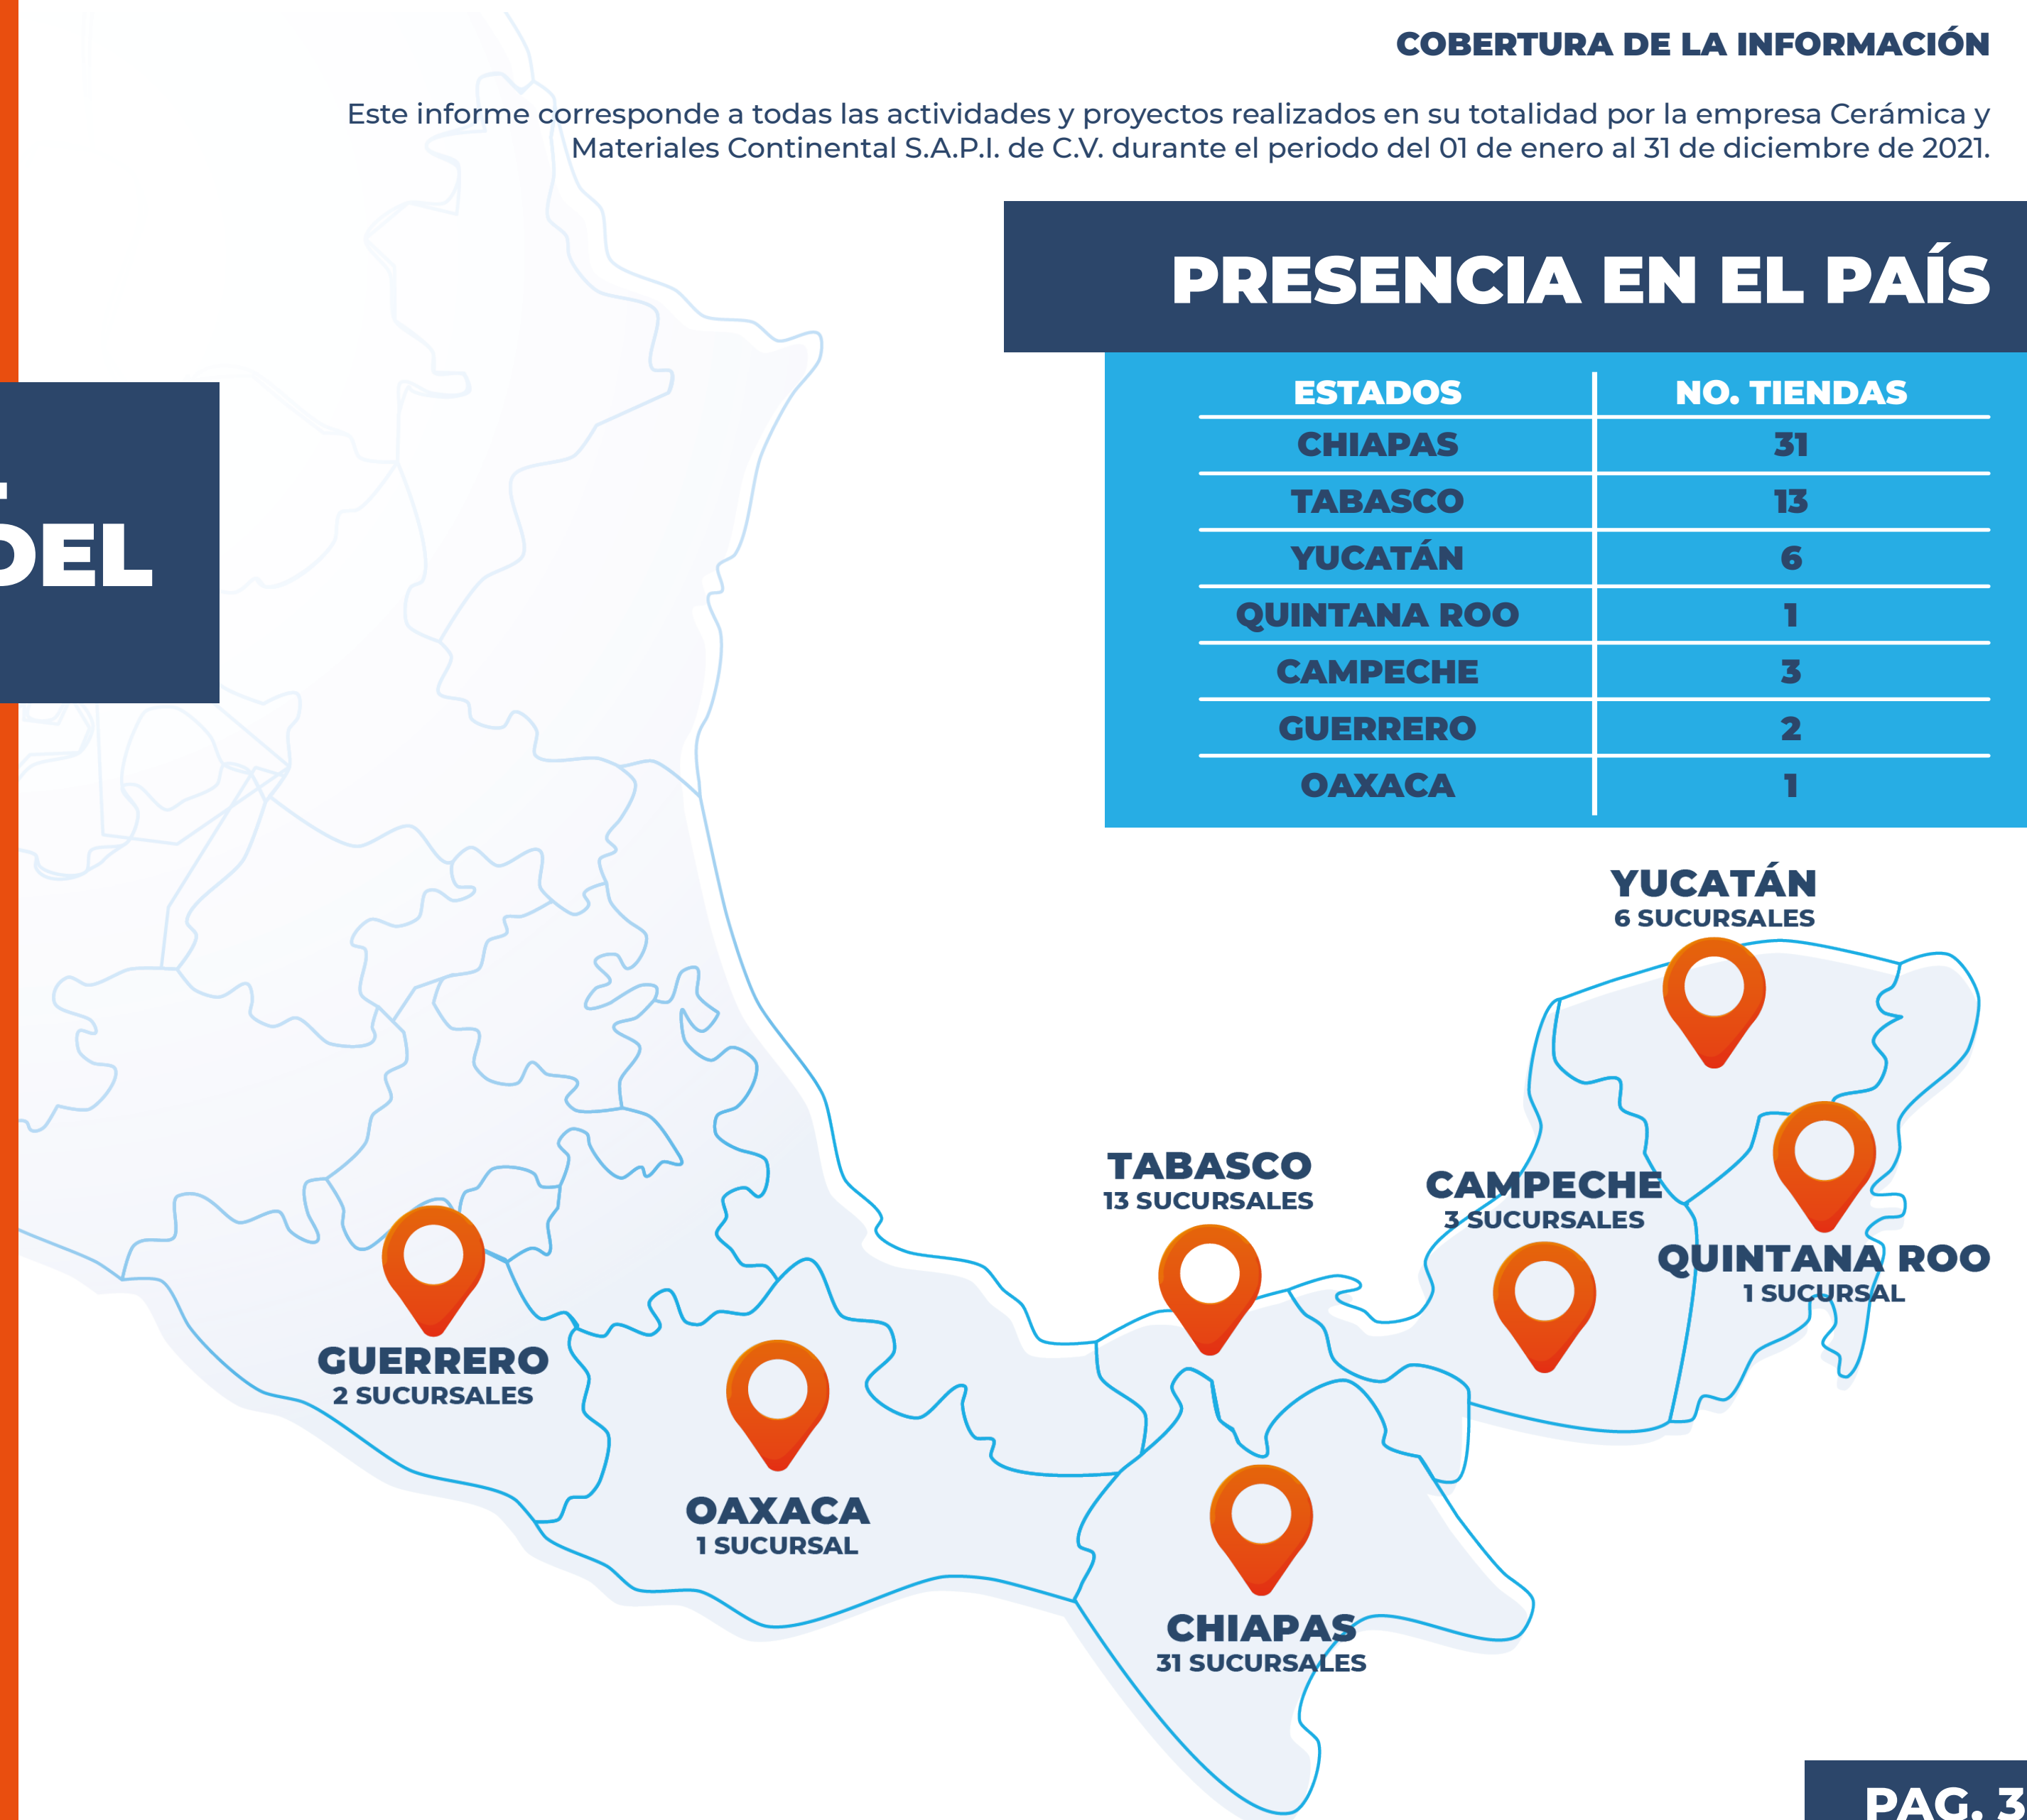 COBERTURA DE LA INFORMACIÓN
Este informe corresponde a todas las actividades y proyectos realizados en su totalidad por la empresa Cerámica y
Materiales Continental S.A.P.I. de C.V. durante el periodo del 01 de enero al 31 de diciembre de 2021.
PRESENCIA EN EL PAÍS
ESTADOS NO. TIENDAS
CHIAPAS 31
TABASCO 13
YUCATÁN 6
QUINTANA ROO 1
CAMPECHE 3
GUERRERO 2
OAXACA 1
DEL
YUCATÁN
6 SUCURSALES
TABASCO
13 SUCURSALES
CAMPECHE
3 SUCURSALES
QUINTANA ROO
1 SUCURSAL
GUERRERO
2 SUCURSALES
OAXACA
1 SUCURSAL
CHIAPAS
31 SUCURSALES
PAG. 3